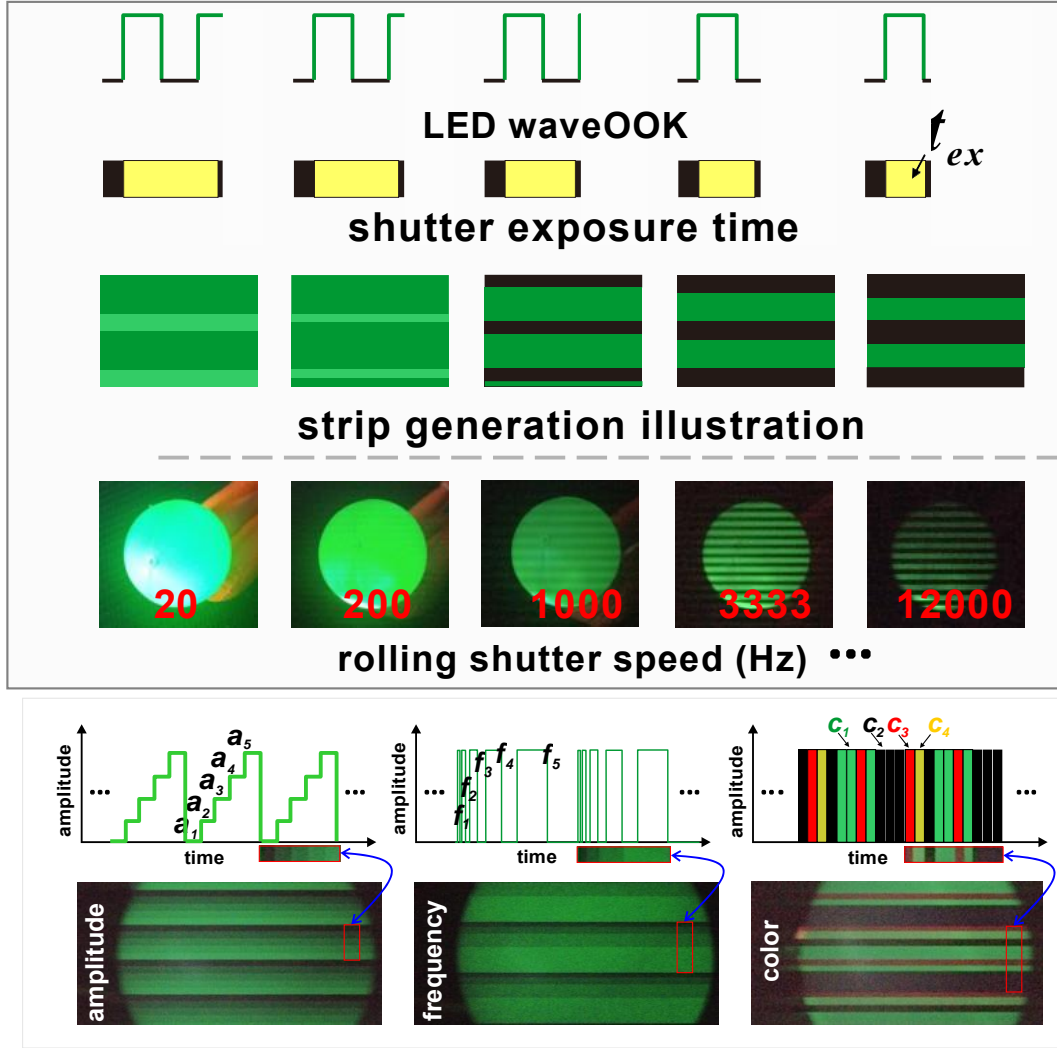 LED waveOOK
t ex
shutter exposure time
strip generation illustration
20 200 1000 3333 12000
rolling shutter speed (Hz) ...
amplitude
... a1 a2 a3 a4 a5 ...
time
amplitude
amplitude
... f1 f2 f3 f4 f5 ...
time
frequency
c1 c2 c3 c4
amplitude
... ...
time
color